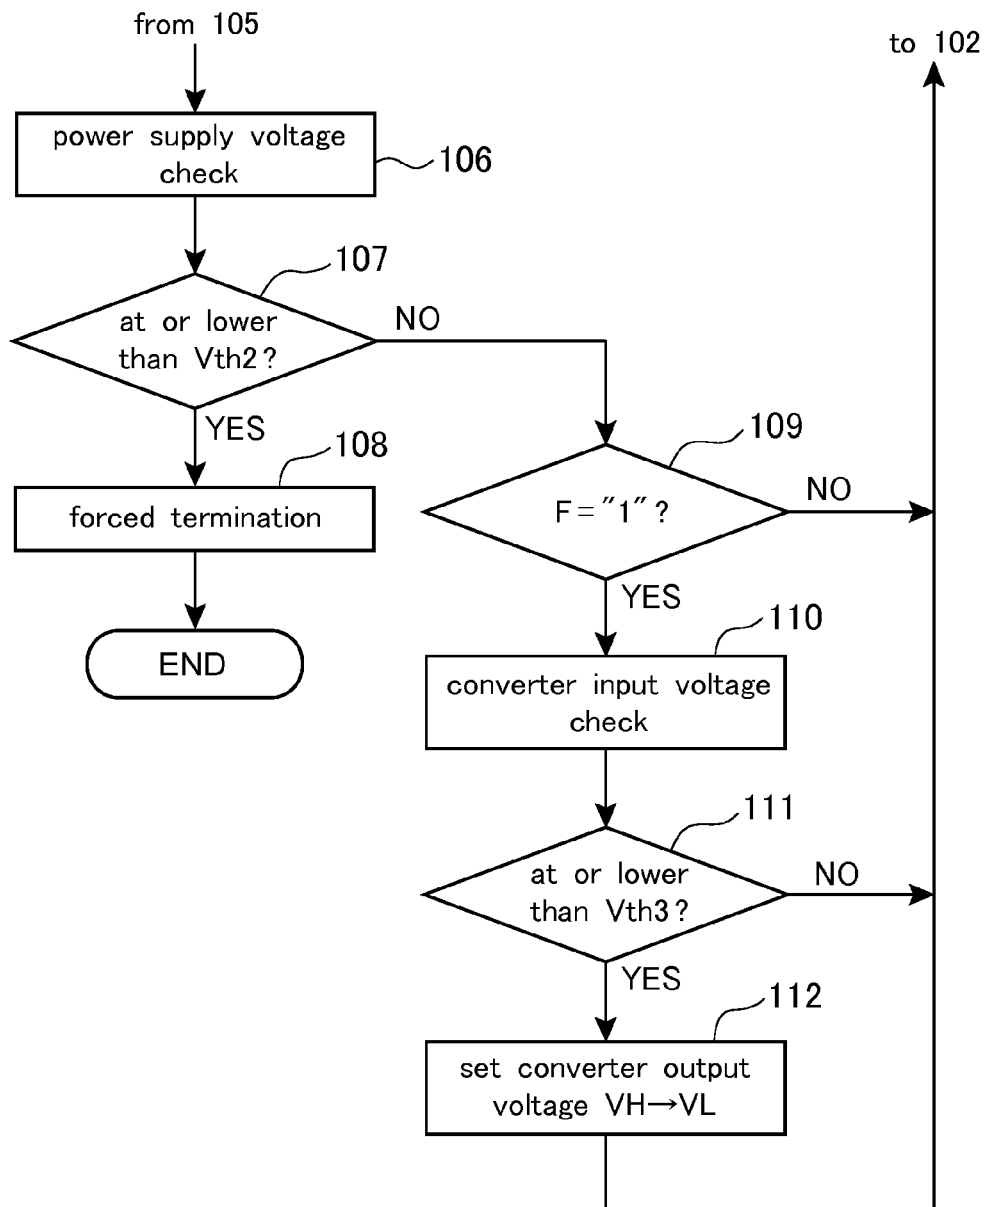 from 105
to 102
power supply voltage
check
106
107
at or lower
than Vth2?
NO
YES
108
forced termination
END
109
F="1"?
NO
YES
110
converter input voltage
check
111
at or lower
than Vth3?
NO
YES
112
set converter output
voltage VH→VL